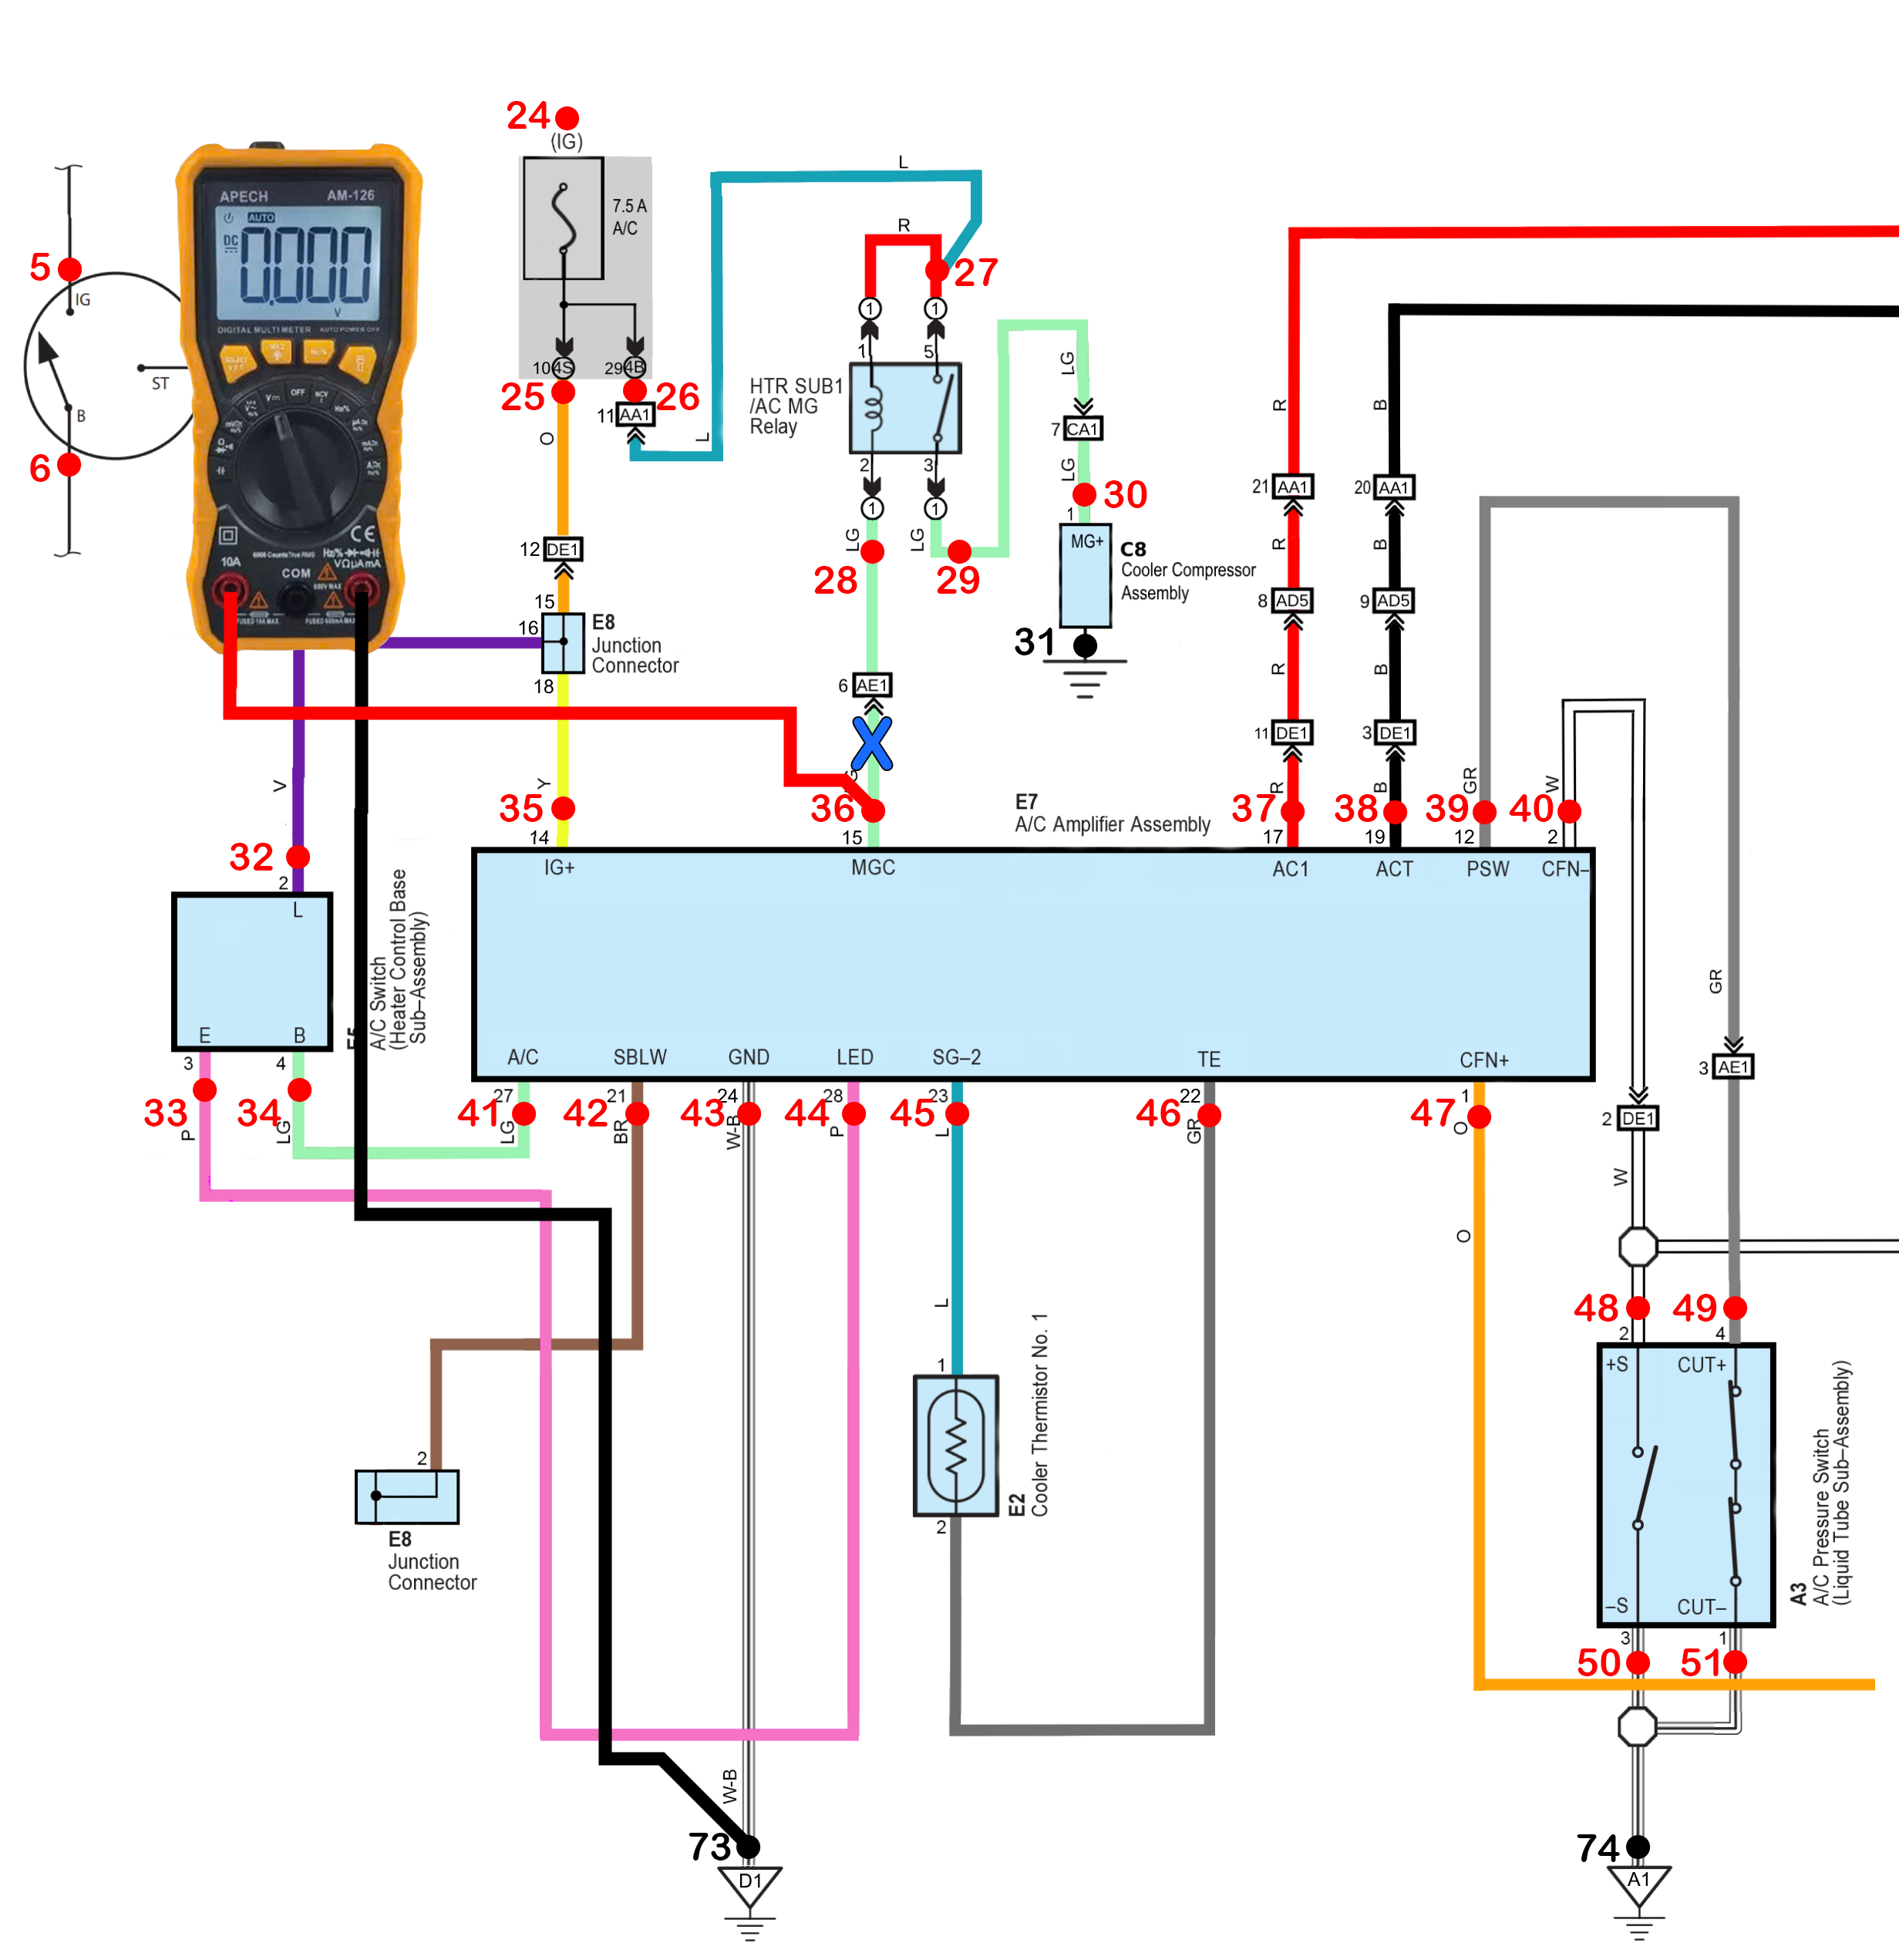 24
(IG)
7.5 A
A/C
104S
294B
25
26
11 AA1
O
L
L
R
27
1
1
1
5
HTR SUB1
/AC MG
Relay
2
3
1
1
LG
LG
28
29
LG
7 CA1
LG
30
1
MG+
C8
Cooler Compressor
Assembly
31
5
IG
ST
B
6
APECH
AM-126
AUTO
DC
0.000
V
DIGITAL MULTIMETER
AUTO POWER OFF
OFF
NCV
Hz%
CE
10A
COM
VΩμAmA
600V MAX
12 DE1
15
16
18
E8
Junction
Connector
6 AE1
X
R
B
21 AA1
20 AA1
R
B
8 AD5
9 AD5
R
B
11 DE1
3 DE1
R
B
GR
W
V
Y
G
35
36
37
38
39
40
14
15
17
19
12
2
E7
A/C Amplifier Assembly
IG+
MGC
AC1
ACT
PSW
CFN–
32
2
L
E
B
3
4
33
34
P
LG
E5
A/C Switch
(Heater Control Base
Sub–Assembly)
A/C
SBLW
GND
LED
SG–2
TE
CFN+
27
21
24
28
23
22
1
41
42
43
44
45
46
47
LG
BR
W-B
P
L
GR
O
GR
3 AE1
2 DE1
W
O
L
1
2
E2
Cooler Thermistor No. 1
2
E8
Junction
Connector
48
49
2
4
+S
CUT+
–S
CUT–
3
1
50
51
A3
A/C Pressure Switch
(Liquid Tube Sub–Assembly)
W-B
73
D1
74
A1